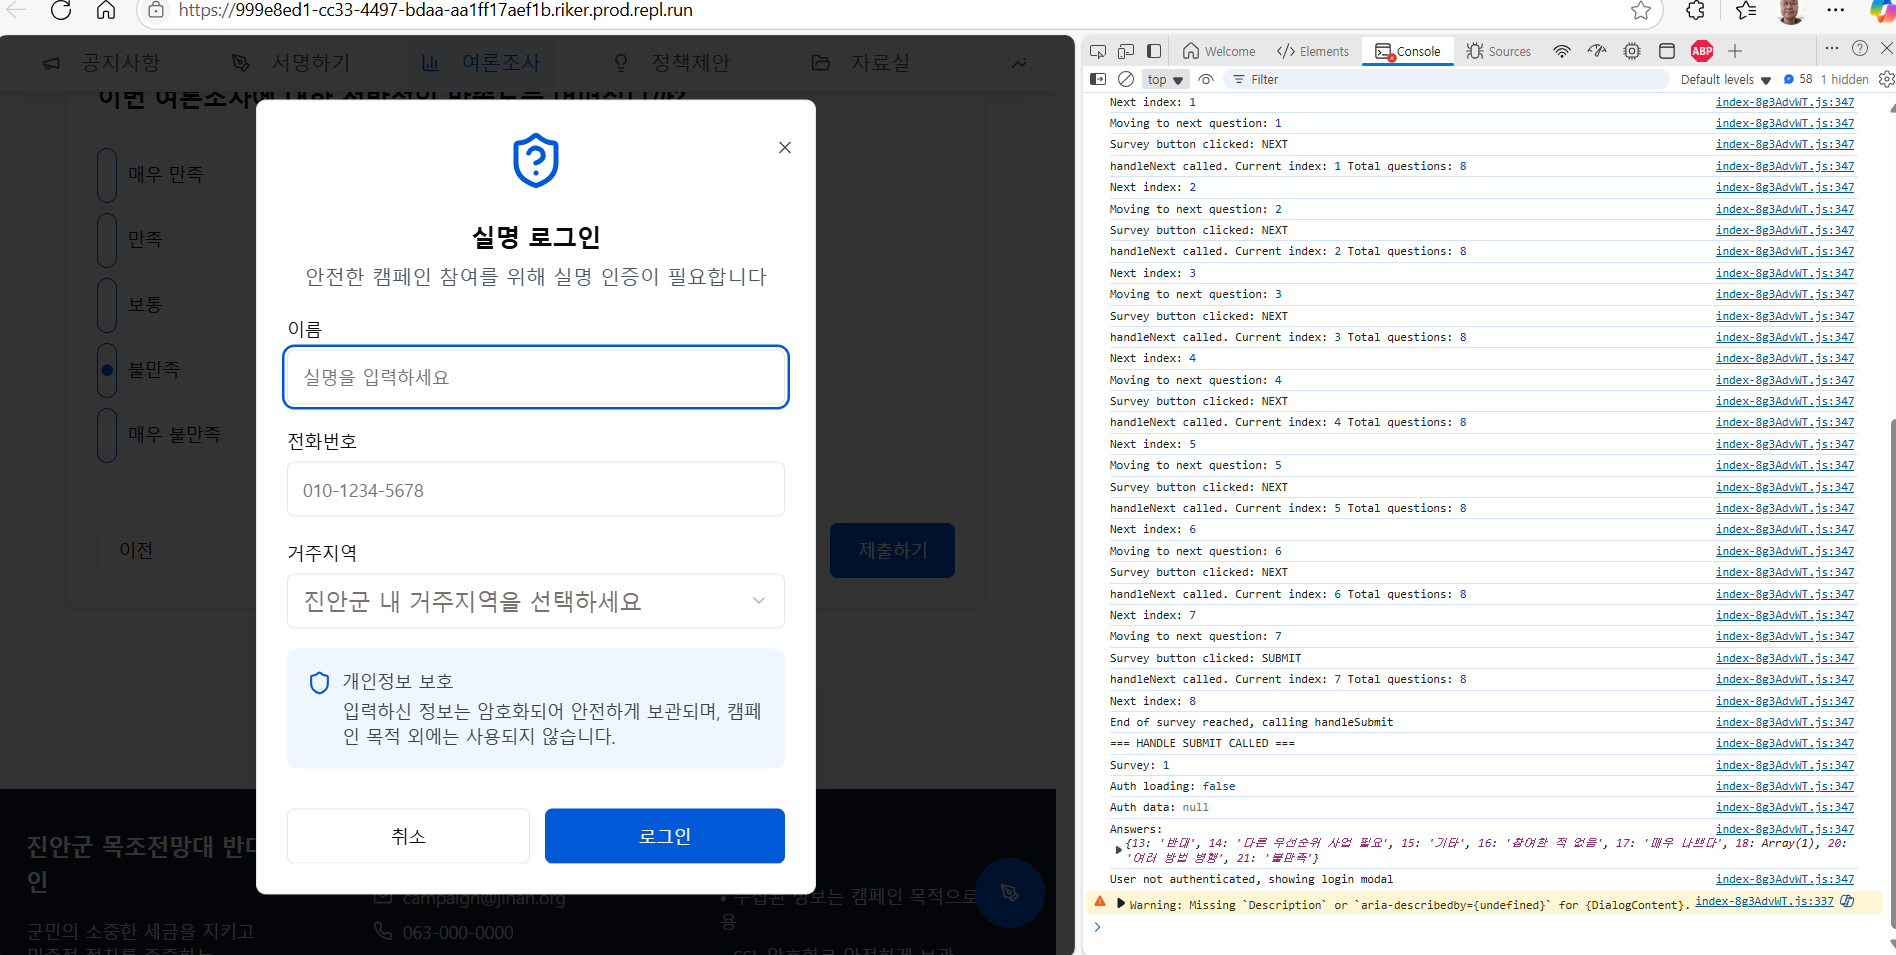 https://999e8ed1-cc33-4497-bdaa-aa1ff17aef1b.riker.prod.repl.run
공지사항 서명하기 여론조사 정책제안 자료실
매우 만족
만족
보통
불만족
매우 불만족
이전
제출하기
실명 로그인
안전한 캠페인 참여를 위해 실명 인증이 필요합니다
이름
실명을 입력하세요
전화번호
010-1234-5678
거주지역
진안군 내 거주지역을 선택하세요
개인정보 보호
입력하신 정보는 암호화되어 안전하게 보관되며, 캠페
인 목적 외에는 사용되지 않습니다.
취소
로그인
진안군 목조전망대 반대
인
군민의 소중한 세금을 지키고
campaign@jinan.org
063-000-0000
정보는 캠페인 목적으로
용
Welcome Elements Console Sources ABP
top Filter Default levels 58 1 hidden
Next index: 1 index-8g3AdvWT.js:347
Moving to next question: 1 index-8g3AdvWT.js:347
Survey button clicked: NEXT index-8g3AdvWT.js:347
handleNext called. Current index: 1 Total questions: 8 index-8g3AdvWT.js:347
Next index: 2 index-8g3AdvWT.js:347
Moving to next question: 2 index-8g3AdvWT.js:347
Survey button clicked: NEXT index-8g3AdvWT.js:347
handleNext called. Current index: 2 Total questions: 8 index-8g3AdvWT.js:347
Next index: 3 index-8g3AdvWT.js:347
Moving to next question: 3 index-8g3AdvWT.js:347
Survey button clicked: NEXT index-8g3AdvWT.js:347
handleNext called. Current index: 3 Total questions: 8 index-8g3AdvWT.js:347
Next index: 4 index-8g3AdvWT.js:347
Moving to next question: 4 index-8g3AdvWT.js:347
Survey button clicked: NEXT index-8g3AdvWT.js:347
handleNext called. Current index: 4 Total questions: 8 index-8g3AdvWT.js:347
Next index: 5 index-8g3AdvWT.js:347
Moving to next question: 5 index-8g3AdvWT.js:347
Survey button clicked: NEXT index-8g3AdvWT.js:347
handleNext called. Current index: 5 Total questions: 8 index-8g3AdvWT.js:347
Next index: 6 index-8g3AdvWT.js:347
Moving to next question: 6 index-8g3AdvWT.js:347
Survey button clicked: NEXT index-8g3AdvWT.js:347
handleNext called. Current index: 6 Total questions: 8 index-8g3AdvWT.js:347
Next index: 7 index-8g3AdvWT.js:347
Moving to next question: 7 index-8g3AdvWT.js:347
Survey button clicked: SUBMIT index-8g3AdvWT.js:347
handleNext called. Current index: 7 Total questions: 8 index-8g3AdvWT.js:347
Next index: 8 index-8g3AdvWT.js:347
End of survey reached, calling handleSubmit index-8g3AdvWT.js:347
=== HANDLE SUBMIT CALLED === index-8g3AdvWT.js:347
Survey: 1 index-8g3AdvWT.js:347
Auth loading: false index-8g3AdvWT.js:347
Auth data: null index-8g3AdvWT.js:347
Answers: index-8g3AdvWT.js:347
{13: '반대', 14: '다른 우선순위 사업 필요', 15: '기타', 16: '참여한 적 없음', 17: '매우 나쁘다', 18: Array(1), 20:
'여러 방법 병행', 21: '불만족'}
User not authenticated, showing login modal index-8g3AdvWT.js:347
Warning: Missing `Description` or `aria-describedby={undefined}` for {DialogContent}. index-8g3AdvWT.js:337